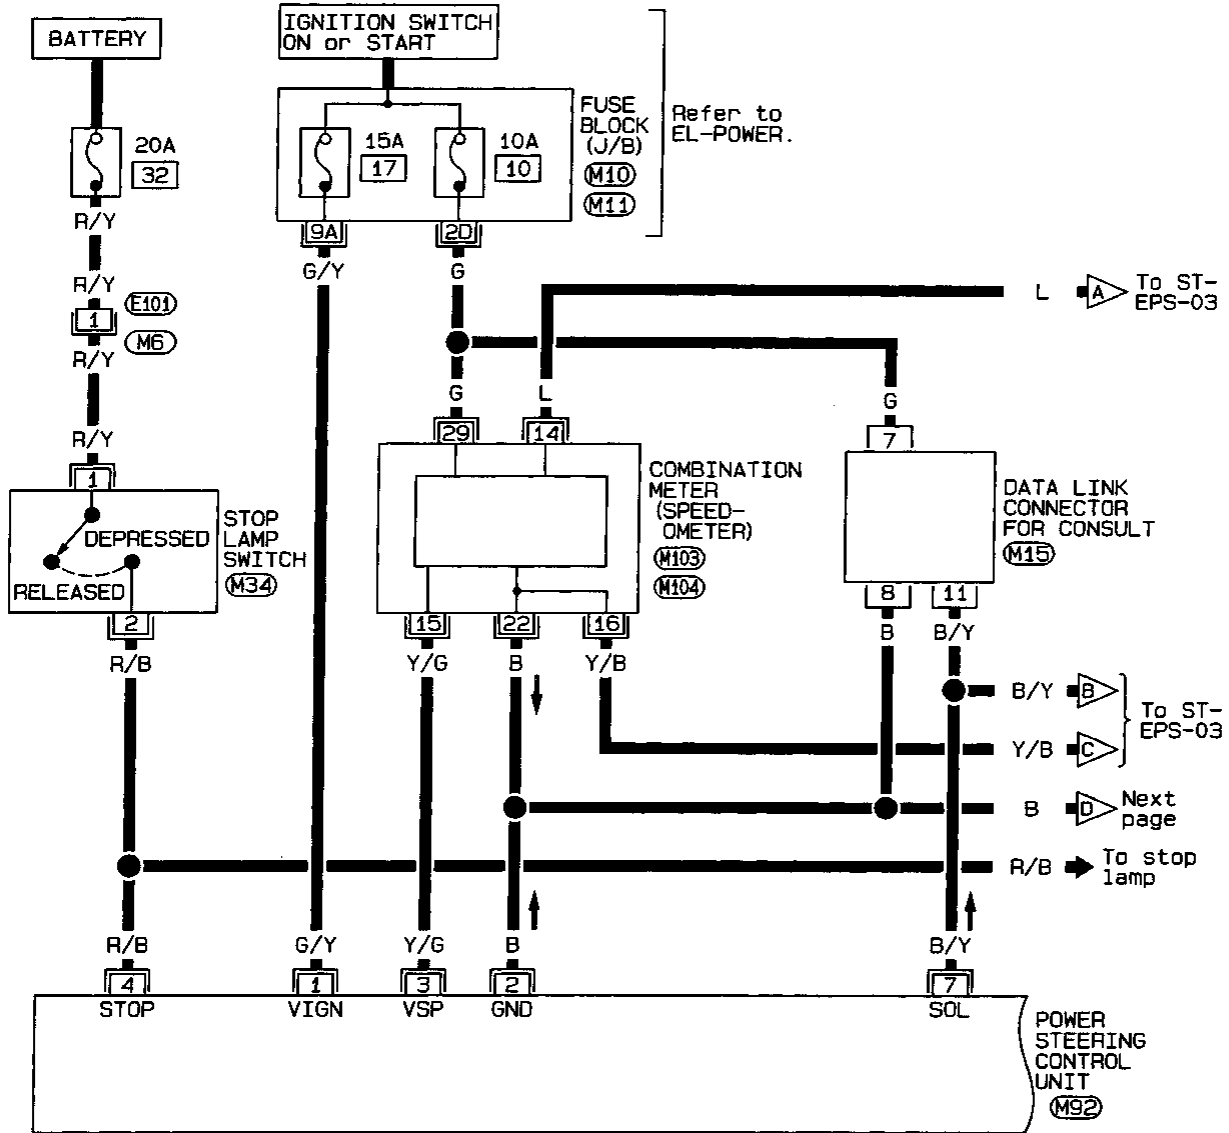 BATTERY
IGNITION SWITCH
ON or START
20A
32
15A
17
10A
10
FUSE
BLOCK
(J/B)
M10
M11
Refer to
EL-POWER.
R/Y
9A
2D
G/Y
G
R/Y
E101
1
M6
R/Y
L
A
To ST-
EPS-03
G
L
G
R/Y
29
14
7
1
COMBINATION
METER
(SPEED-
OMETER)
M103
M104
DATA LINK
CONNECTOR
FOR CONSULT
M15
DEPRESSED
RELEASED
STOP
LAMP
SWITCH
M34
2
15
22
16
8
11
R/B
Y/G
B
Y/B
B
B/Y
B/Y
B
Y/B
C
To ST-
EPS-03
B
D
Next
page
R/B
To stop
lamp
R/B
G/Y
Y/G
B
B/Y
4
1
3
2
7
STOP
VIGN
VSP
GND
SOL
POWER
STEERING
CONTROL
UNIT
M92